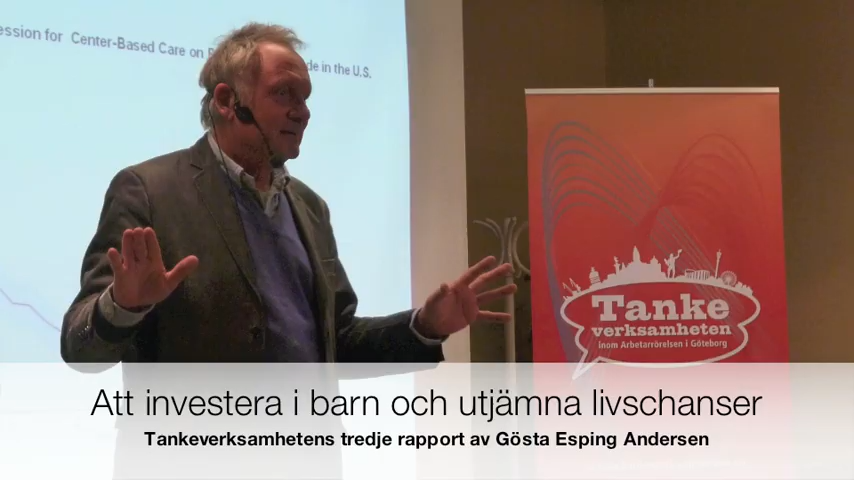 ession for Center-Based Care on
de in the U.S.
Tanke
verksamheten
inom Arbetarrörelsen i Göteborg
Att investera i barn och utjämna livschanser
Tankeverksamhetens tredje rapport av Gösta Esping Andersen